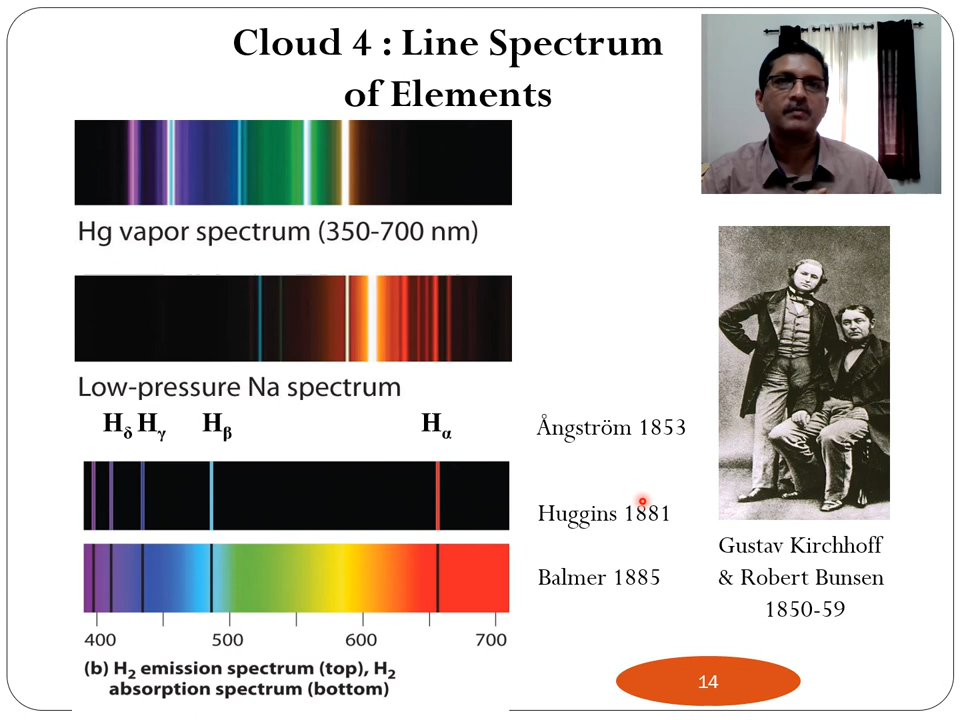 Cloud 4 : Line Spectrum
of Elements
Hg vapor spectrum (350-700 nm)
Low-pressure Na spectrum
Hδ Hγ Hβ Hα
400 500 600 700
(b) H₂ emission spectrum (top), H₂
absorption spectrum (bottom)
Ångström 1853
Huggins 1881
Balmer 1885
Gustav Kirchhoff
& Robert Bunsen
1850-59
14